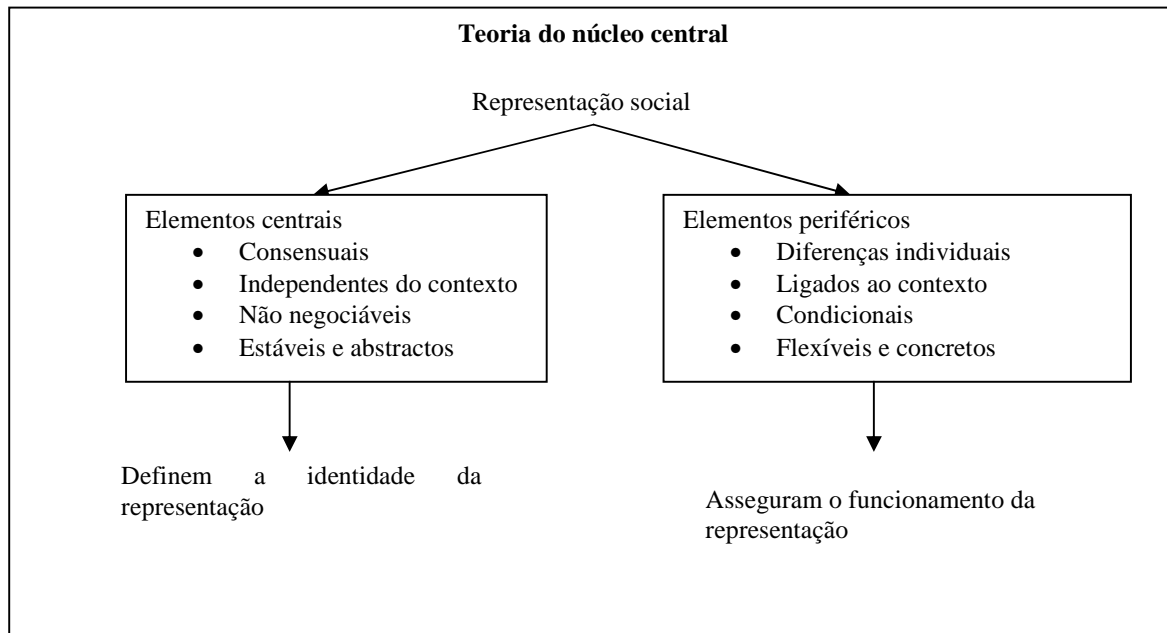 Teoria do núcleo central
Representação social
Elementos centrais
• Consensuais
• Independentes do contexto
• Não negociáveis
• Estáveis e abstractos
Elementos periféricos
• Diferenças individuais
• Ligados ao contexto
• Condicionais
• Flexíveis e concretos
Definem a identidade da
representação
Asseguram o funcionamento da
representação